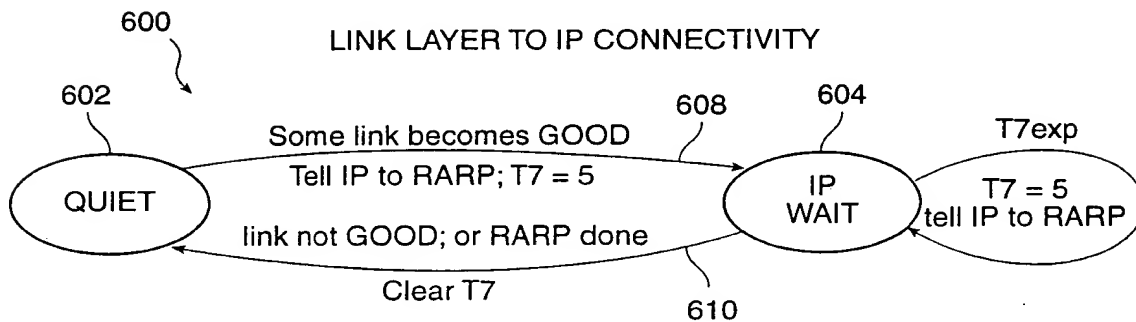 600
LINK LAYER TO IP CONNECTIVITY
602
608
604
Some link becomes GOOD
T7exp
Tell IP to RARP; T7 = 5
QUIET
IP
WAIT
T7 = 5
tell IP to RARP
link not GOOD; or RARP done
Clear T7
610